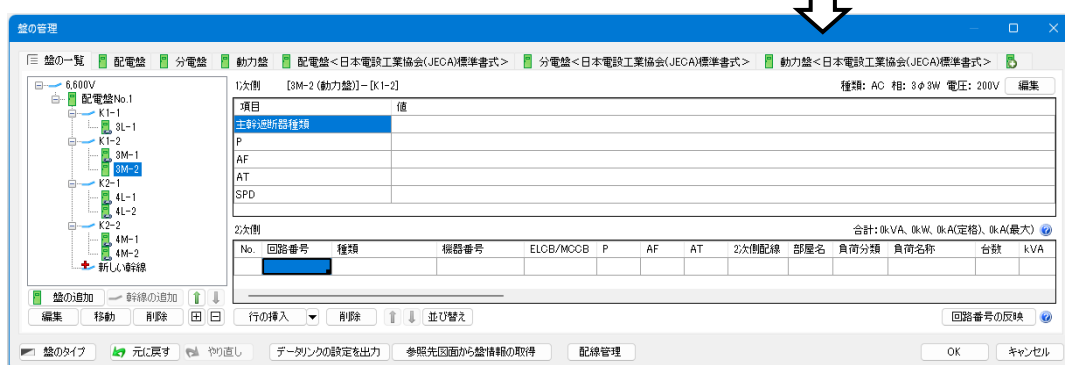 盤の管理
盤の一覧 配電盤 分電盤 動力盤 配電盤<日本電設工業協会(JECA)標準書式> 分電盤<日本電設工業協会(JECA)標準書式> 動力盤<日本電設工業協会(JECA)標準書式>
6,600V
配電盤No.1
K1-1
3L-1
K1-2
3M-1
3M-2
K2-1
4L-1
4L-2
K2-2
4M-1
4M-2
新しい幹線
盤の追加 幹線の追加
編集 移動 削除
1次側 [3M-2 (動力盤)]-[K1-2] 種類: AC 相: 3φ3W 電圧: 200V 編集
項目 値
主幹遮断器種類
P
AF
AT
SPD
2次側 合計: 0kVA、0kW、0kA(定格)、0kA(最大)
No. 回路番号 種類 機器番号 ELCB/MCCB P AF AT 2次側配線 部屋名 負荷分類 負荷名称 台数 kVA
行の挿入 削除 並び替え 回路番号の反映
盤のタイプ 元に戻す やり直し データリンクの設定を出力 参照先図面から盤情報の取得 配線管理 OK キャンセル